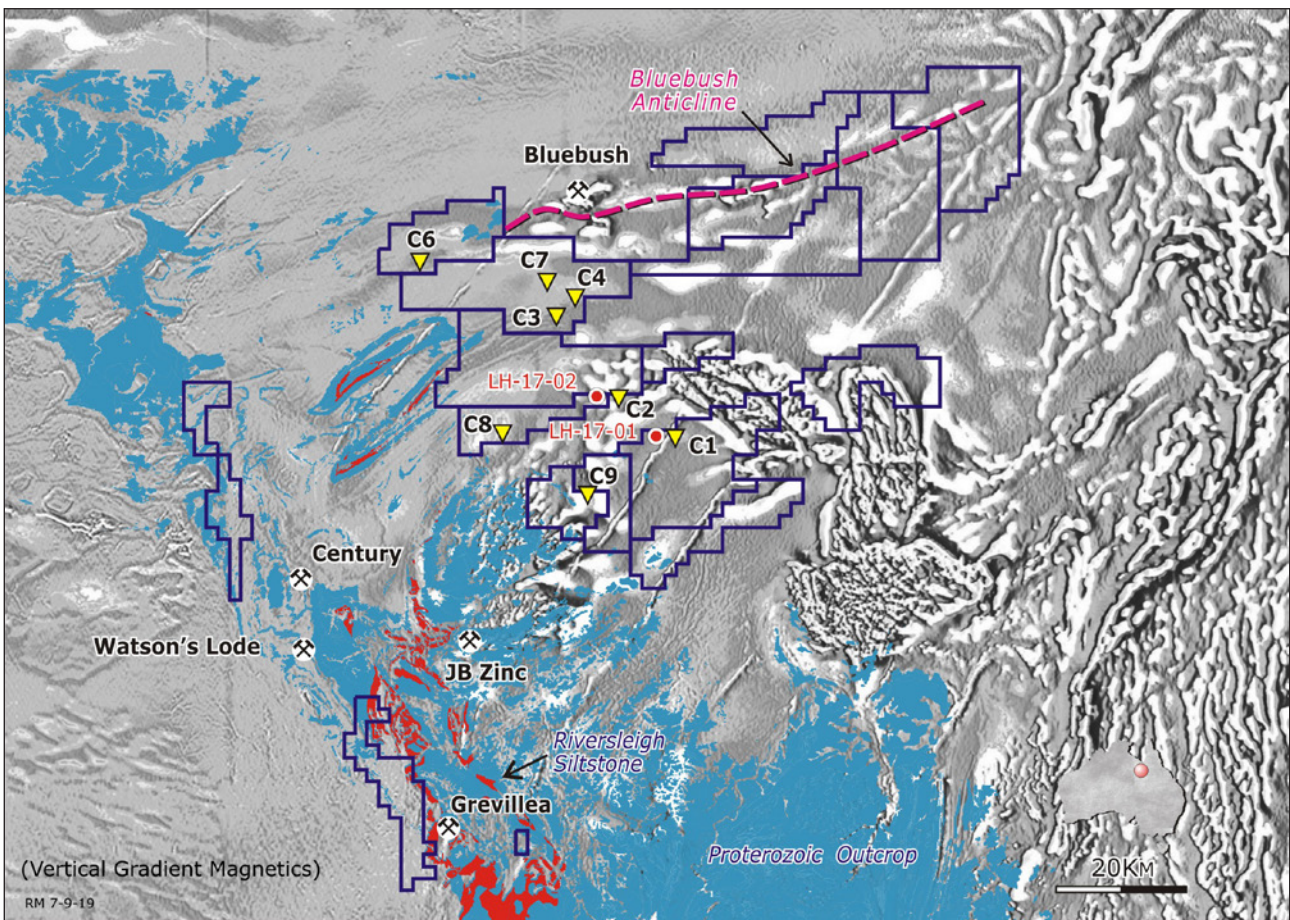 Bluebush
Anticline
Bluebush
C6
C7
C4
C3
LH-17-02
C2
C8
LH-17-01
C1
C9
Century
Watson's Lode
JB Zinc
Riversleigh
Siltstone
Grevillea
Proterozoic Outcrop
20KM
(Vertical Gradient Magnetics)
RM 7-9-19